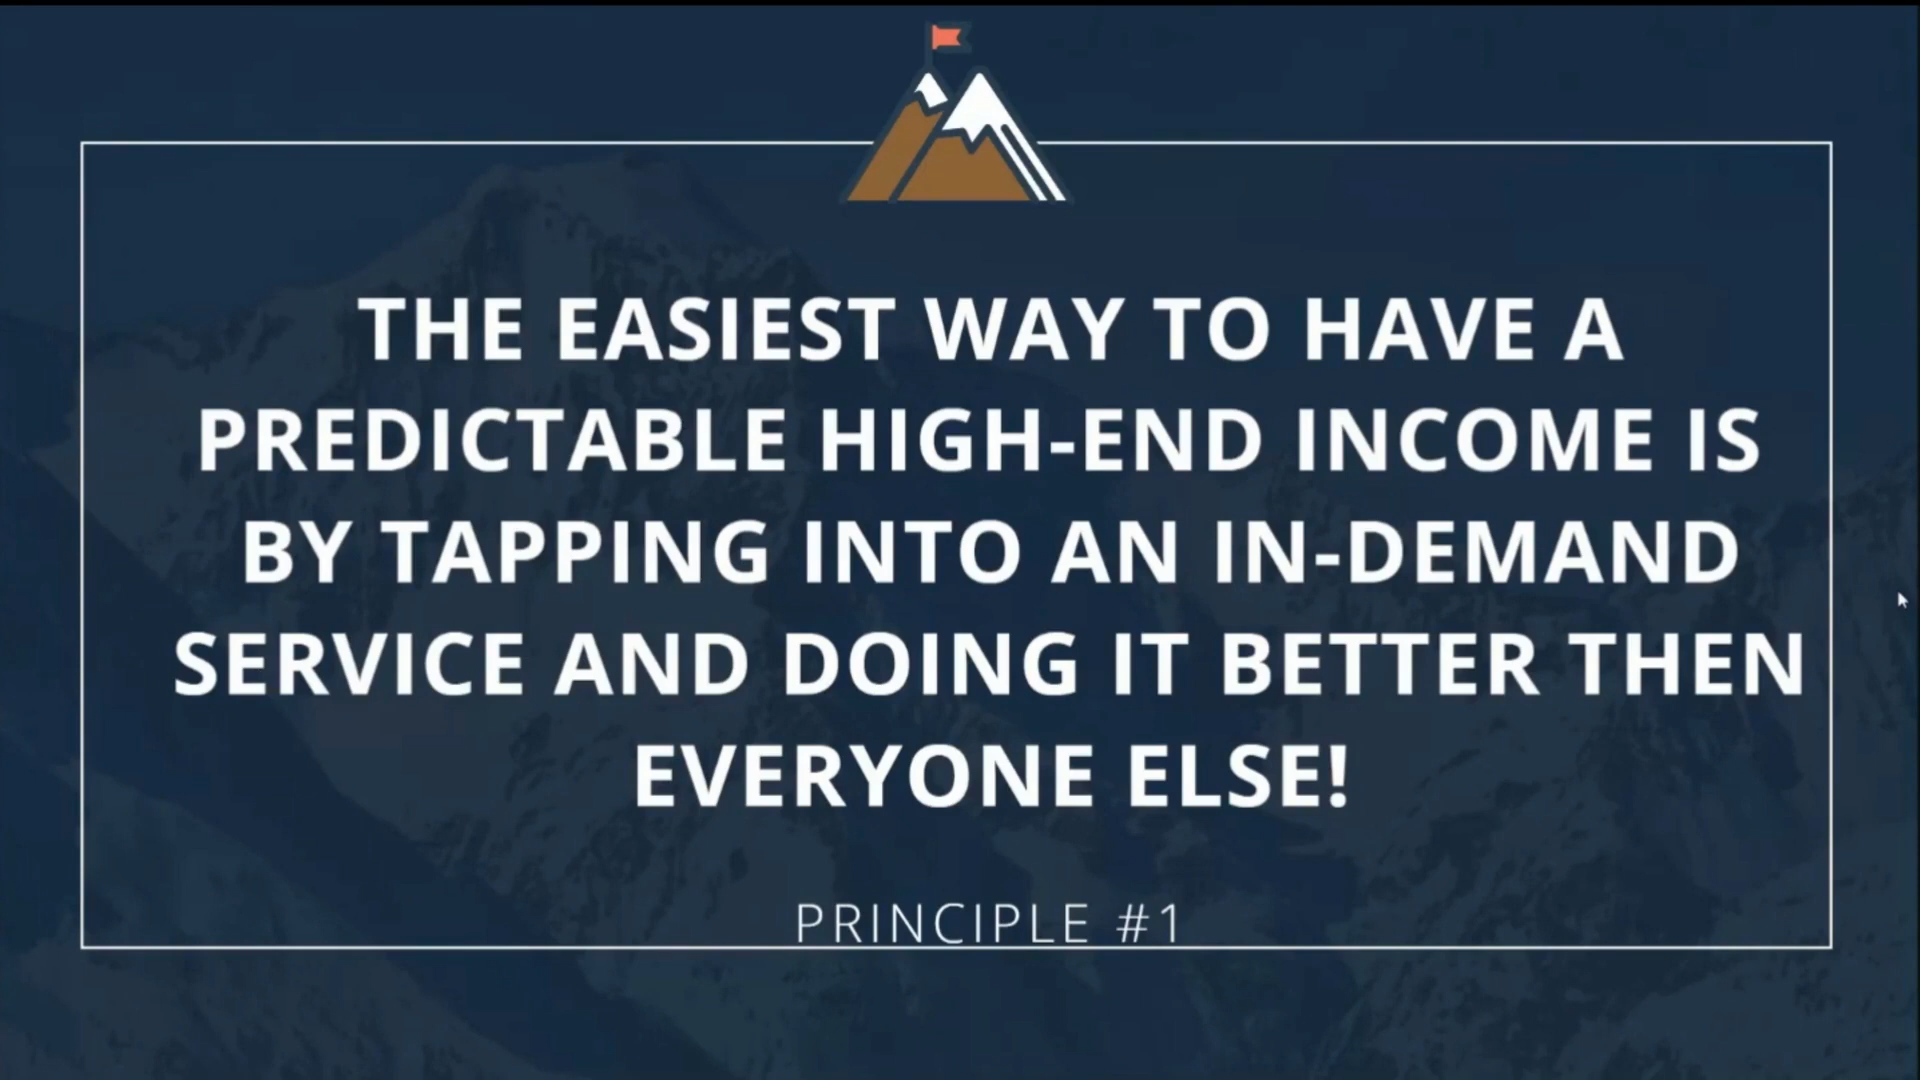 THE EASIEST WAY TO HAVE A
PREDICTABLE HIGH-END INCOME IS
BY TAPPING INTO AN IN-DEMAND
SERVICE AND DOING IT BETTER THEN
EVERYONE ELSE!
PRINCIPLE #1